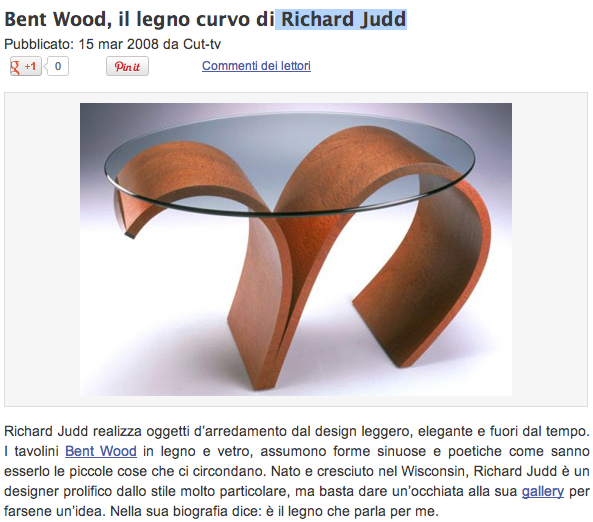 Bent Wood, il legno curvo di Richard Judd
Pubblicato: 15 mar 2008 da Cut-tv
g +1 0 Pin it Commenti dei lettori
Richard Judd realizza oggetti d'arredamento dal design leggero, elegante e fuori dal tempo.
I tavolini Bent Wood in legno e vetro, assumono forme sinuose e poetiche come sanno
esserlo le piccole cose che ci circondano. Nato e cresciuto nel Wisconsin, Richard Judd è un
designer prolifico dallo stile molto particolare, ma basta dare un'occhiata alla sua gallery per
farsene un'idea. Nella sua biografia dice: è il legno che parla per me.